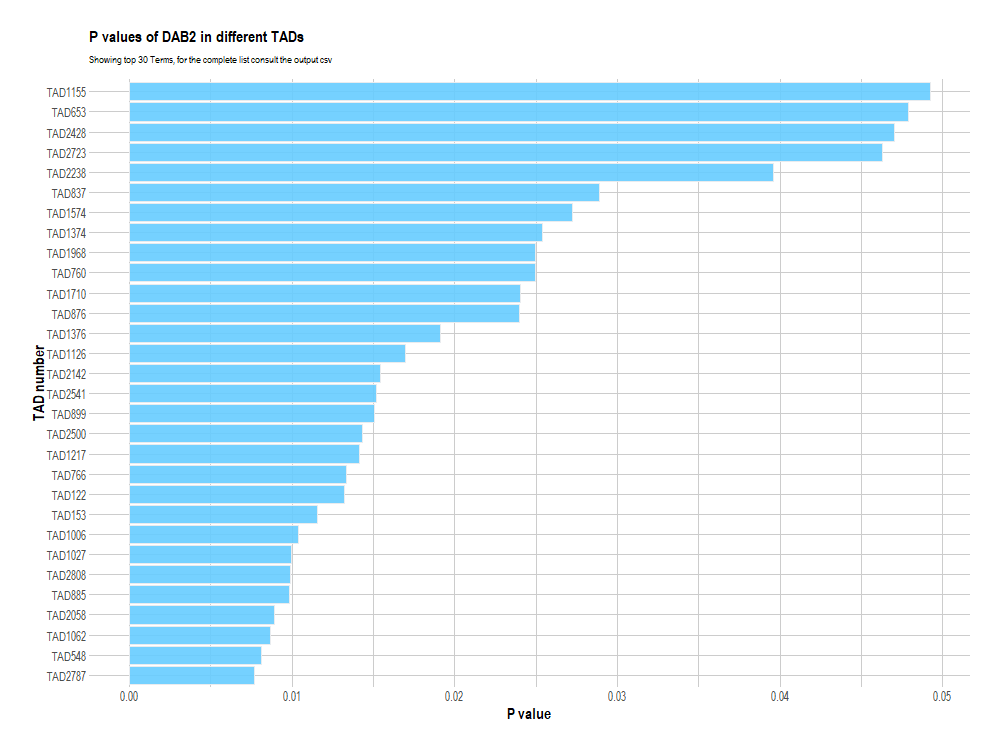 P values of DAB2 in different TADs
Showing top 30 Terms, for the complete list consult the output csv
TAD1155
TAD653
TAD2428
TAD2723
TAD2238
TAD837
TAD1574
TAD1374
TAD1968
TAD760
TAD1710
TAD876
TAD1376
TAD1126
TAD2142
TAD2541
TAD899
TAD2500
TAD1217
TAD766
TAD122
TAD153
TAD1006
TAD1027
TAD2808
TAD885
TAD2058
TAD1062
TAD548
TAD2787
TAD number
0.00 0.01 0.02 0.03 0.04 0.05
P value